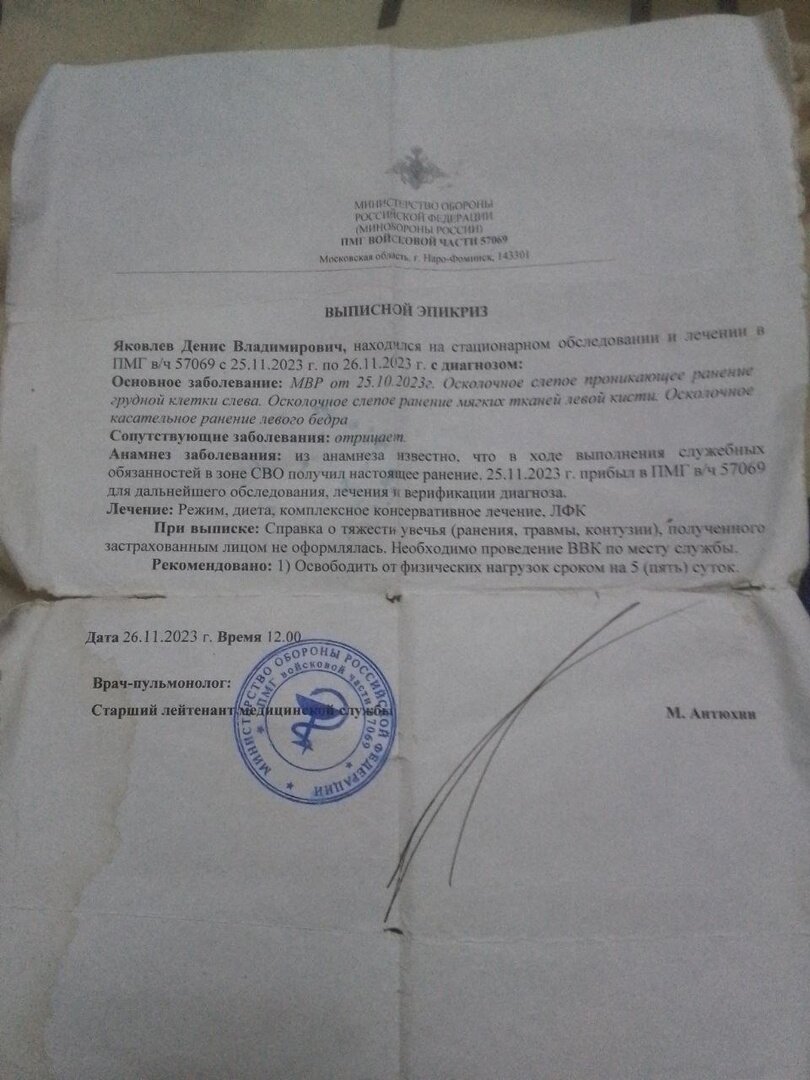 МИНИСТЕРСТВО ОБОРОНЫ
РОССИЙСКОЙ ФЕДЕРАЦИИ
(МИНОБОРОНЫ РОССИИ)
ПМГ ВОЙСКОВОЙ ЧАСТИ 57069
Московская область, г. Наро-Фоминск, 143301
ВЫПИСНОЙ ЭПИКРИЗ
Яковлев Денис Владимирович, находился на стационарном обследовании и лечении в
ПМГ в/ч 57069 с 25.11.2023 г. по 26.11.2023 г. с диагнозом:
Основное заболевание: МВР от 25.10.2023г. Осколочное слепое проникающее ранение
грудной клетки слева. Осколочное слепое ранение мягких тканей левой кисти. Осколочное
касательное ранение левого бедра
Сопутствующие заболевания: отрицает.
Анамнез заболевания: из анамнеза известно, что в ходе выполнения служебных
обязанностей в зоне СВО получил настоящее ранение. 25.11.2023 г. прибыл в ПМГ в/ч 57069
для дальнейшего обследования, лечения и верификации диагноза.
Лечение: Режим, диета, комплексное консервативное лечение, ЛФК
При выписке: Справка о тяжести увечья (ранения, травмы, контузии), полученного
застрахованным лицом не оформлялась. Необходимо проведение ВВК по месту службы.
Рекомендовано: 1) Освободить от физических нагрузок сроком на 5 (пять) суток.
Дата 26.11.2023 г. Время 12.00
Врач-пульмонолог:
Старший лейтенант медицинской службы
М. Антюхин
МИНИСТЕРСТВО ОБОРОНЫ РОССИЙСКОЙ ФЕДЕРАЦИИ
ПМГ войсковой части 57069